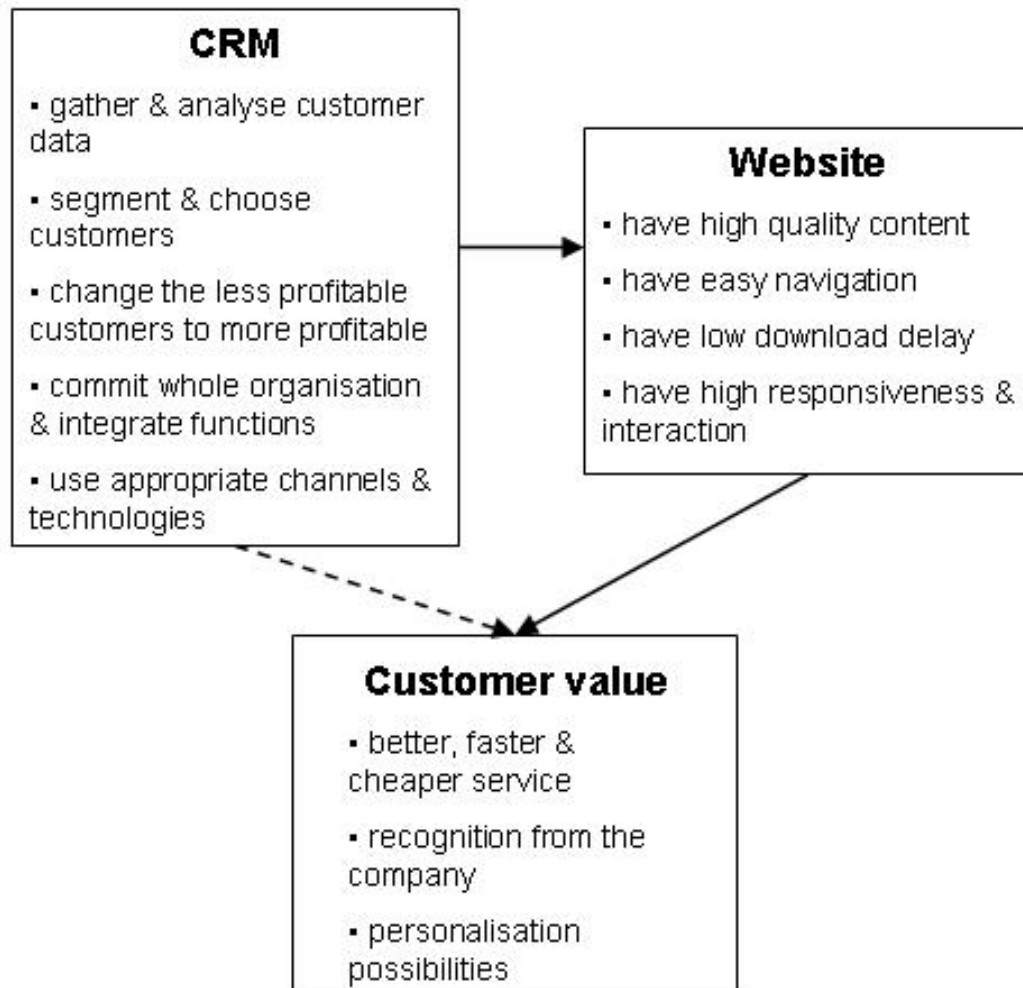 CRM
▪ gather & analyse customer
data
▪ segment & choose
customers
▪ change the less profitable
customers to more profitable
▪ commit whole organisation
& integrate functions
▪ use appropriate channels &
technologies
Website
▪ have high quality content
▪ have easy navigation
▪ have low download delay
▪ have high responsiveness &
interaction
Customer value
▪ better, faster &
cheaper service
▪ recognition from the
company
▪ personalisation
possibilities